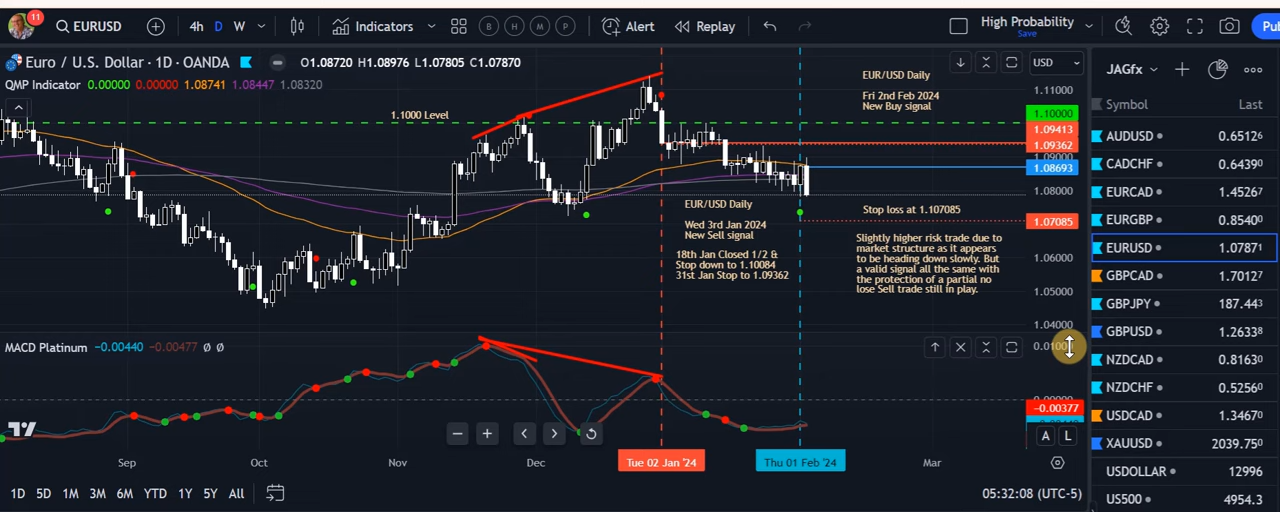 11
EURUSD
4h D W
Indicators
B H M P
Alert
Replay
High Probability
Save
Pub
Euro / U.S. Dollar · 1D · OANDA
O1.08720 H1.08976 L1.07805 C1.07870
USD
QMP Indicator 0.00000 0.00000 1.08741 1.08447 1.08320
1.1000 Level
EUR/USD Daily
Fri 2nd Feb 2024
New Buy signal
1.11000
1.10000
1.09413
1.09362
1.09000
1.08693
1.08000
1.07085
1.06000
1.05000
1.04000
EUR/USD Daily
Wed 3rd Jan 2024
New Sell signal
18th Jan Closed 1/2 &
Stop down to 1.10084
31st Jan Stop to 1.09362
Stop loss at 1.107085
Slightly higher risk trade due to
market structure as it appears
to be heading down slowly. But
a valid signal all the same with
the protection of a partial no
lose Sell trade still in play.
MACD Platinum −0.00440 −0.00477 Ø Ø
0.00000
−0.00377
A L
Sep Oct Nov Dec Tue 02 Jan '24 Thu 01 Feb '24 Mar
1D 5D 1M 3M 6M YTD 1Y 5Y All
05:32:08 (UTC-5)
JAGfx
Symbol Last
AUDUSD 0.65126
CADCHF 0.64390
EURCAD 1.45267
EURGBP 0.85400
EURUSD 1.07871
GBPCAD 1.70127
GBPJPY 187.443
GBPUSD 1.26338
NZDCAD 0.81630
NZDCHF 0.52560
USDCAD 1.34670
XAUUSD 2039.750
USDOLLAR 12996
US500 4954.3